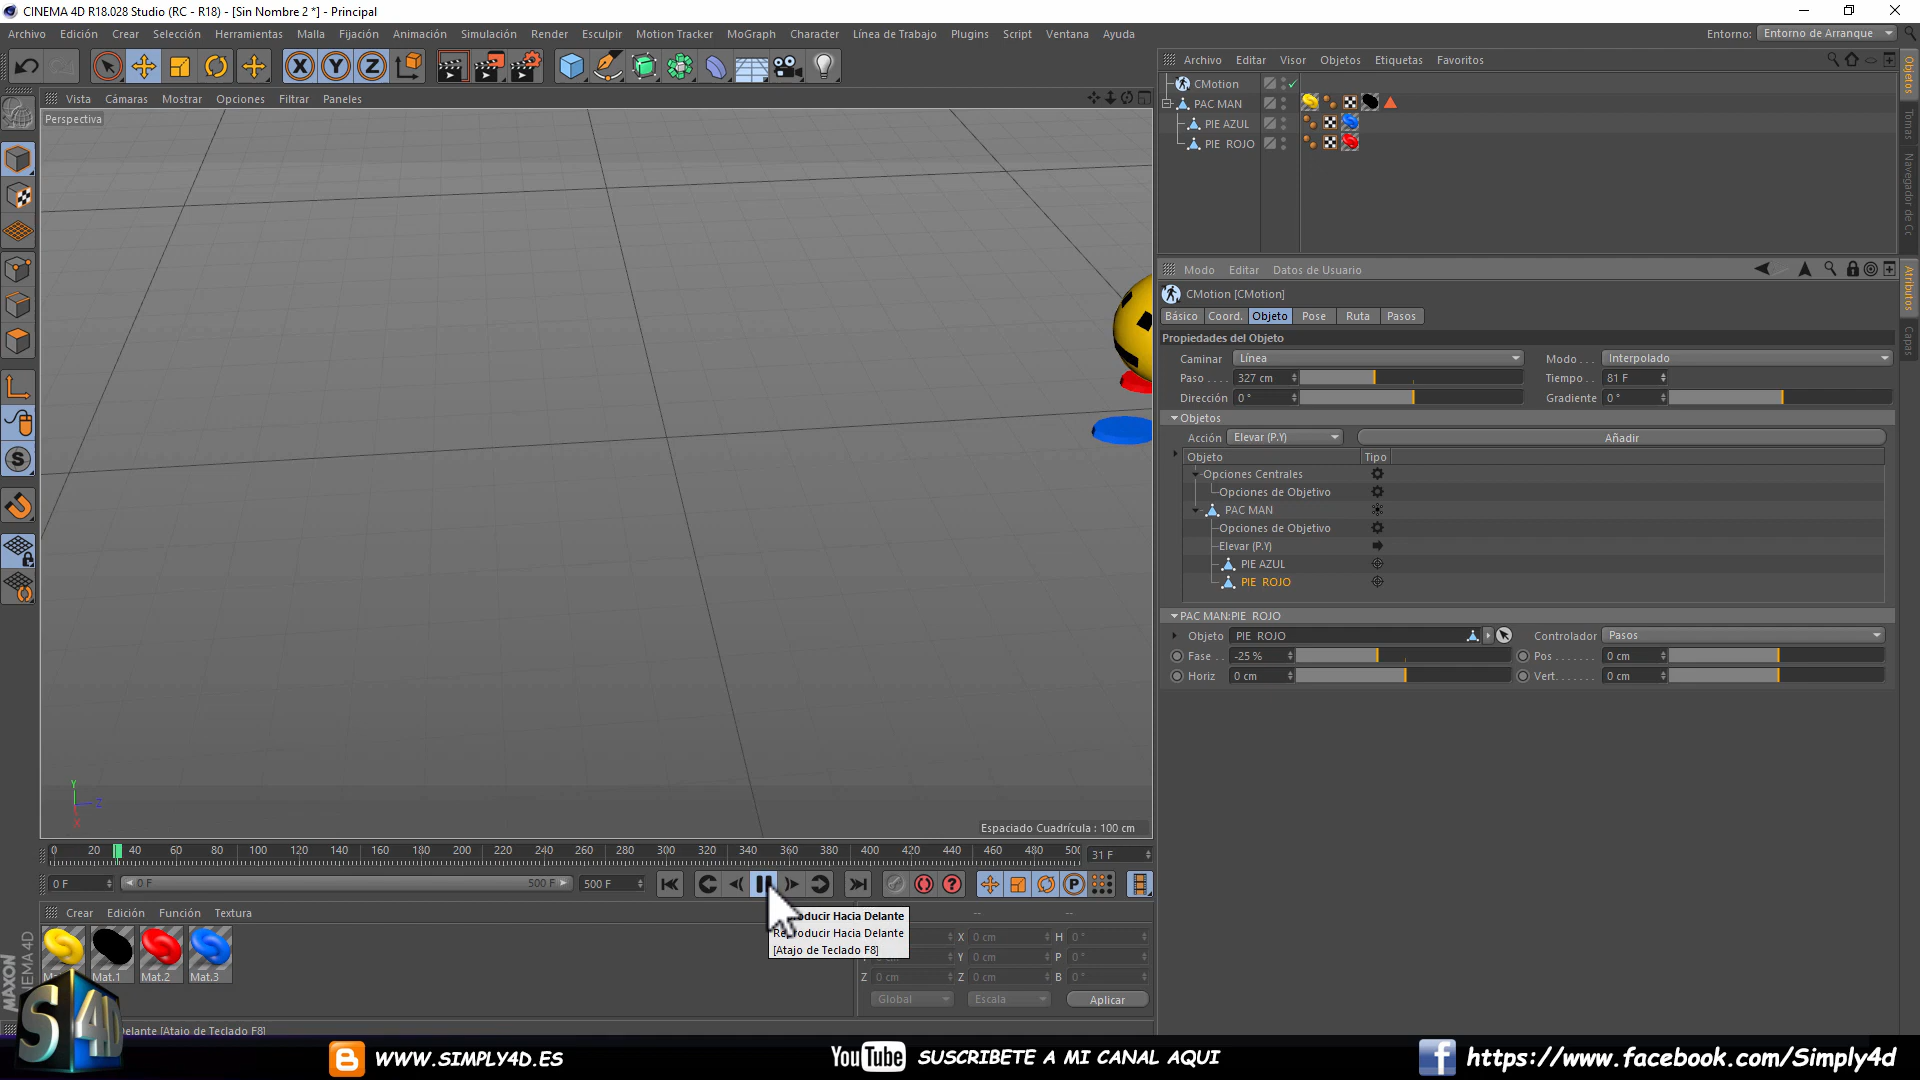 CINEMA 4D R18.028 Studio (RC - R18) - [Sin Nombre 2 *] - Principal
Archivo Edición Crear Selección Herramientas Malla Fijación Animación Simulación Render Esculpir Motion Tracker MoGraph Character Línea de Trabajo Plugins Script Ventana Ayuda
Entorno: Entorno de Arranque
Archivo Editar Visor Objetos Etiquetas Favoritos
CMotion
PAC MAN
PIE AZUL
PIE ROJO
Objetos
Tomas
Navegador de Cc
Vista Cámaras Mostrar Opciones Filtrar Paneles
Perspectiva
Y
Z
X
Espaciado Cuadrícula : 100 cm
Modo Editar Datos de Usuario
CMotion [CMotion]
Básico Coord. Objeto Pose Ruta Pasos
Propiedades del Objeto
Caminar Línea Modo . . . Interpolado
Paso . . . . 327 cm Tiempo . . 81 F
Dirección 0 ° Gradiente 0 °
Objetos
Acción Elevar (P.Y) Añadir
Objeto Tipo
Opciones Centrales
Opciones de Objetivo
PAC MAN
Opciones de Objetivo
Elevar (P.Y)
PIE AZUL
PIE ROJO
PAC MAN:PIE ROJO
Objeto PIE ROJO Controlador Pasos
Fase . . -25 % Pos . . . . . . . 0 cm
Horiz 0 cm Vert. . . . . . . 0 cm
Atributos
Capas
0 20 40 60 80 100 120 140 160 180 200 220 240 260 280 300 320 340 360 380 400 420 440 460 480 500 31 F
0 F 0 F 500 F 500 F
Crear Edición Función Textura
Mat.1 Mat.2 Mat.3
ducir Hacia Delante
Reproducir Hacia Delante
[Atajo de Teclado F8]
-- --
X 0 cm H 0 °
Y 0 cm P 0 °
Z 0 cm Z 0 cm B 0 °
Global Escala Aplicar
MAXON
CINEMA 4D
Delante [Atajo de Teclado F8]
S4D
WWW.SIMPLY4D.ES
YouTube SUSCRIBETE A MI CANAL AQUI
https://www.facebook.com/Simply4d